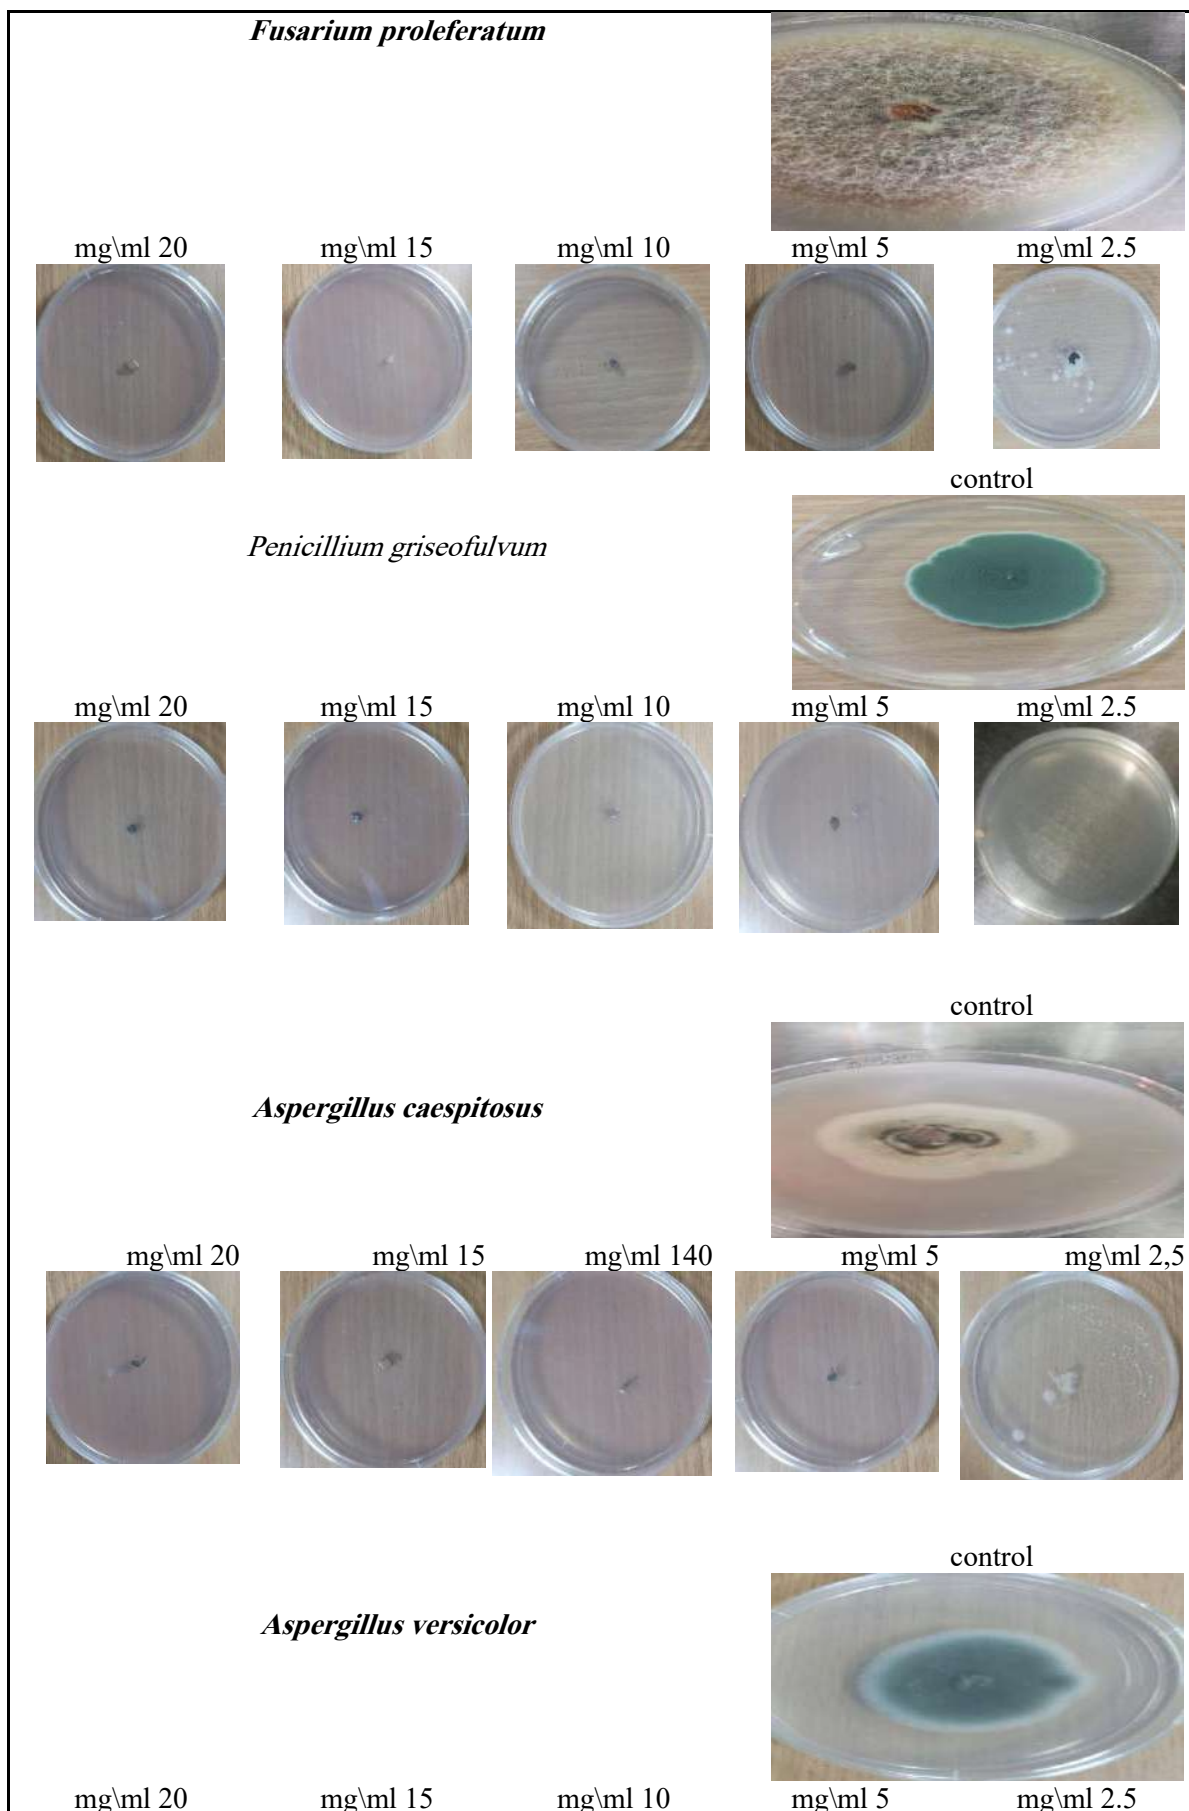 Fusarium proleferatum
mg\ml 20 mg\ml 15 mg\ml 10 mg\ml 5 mg\ml 2.5
control
Penicillium griseofulvum
mg\ml 20 mg\ml 15 mg\ml 10 mg\ml 5 mg\ml 2.5
control
Aspergillus caespitosus
mg\ml 20 mg\ml 15 mg\ml 140 mg\ml 5 mg\ml 2,5
control
Aspergillus versicolor
mg\ml 20 mg\ml 15 mg\ml 10 mg\ml 5 mg\ml 2.5